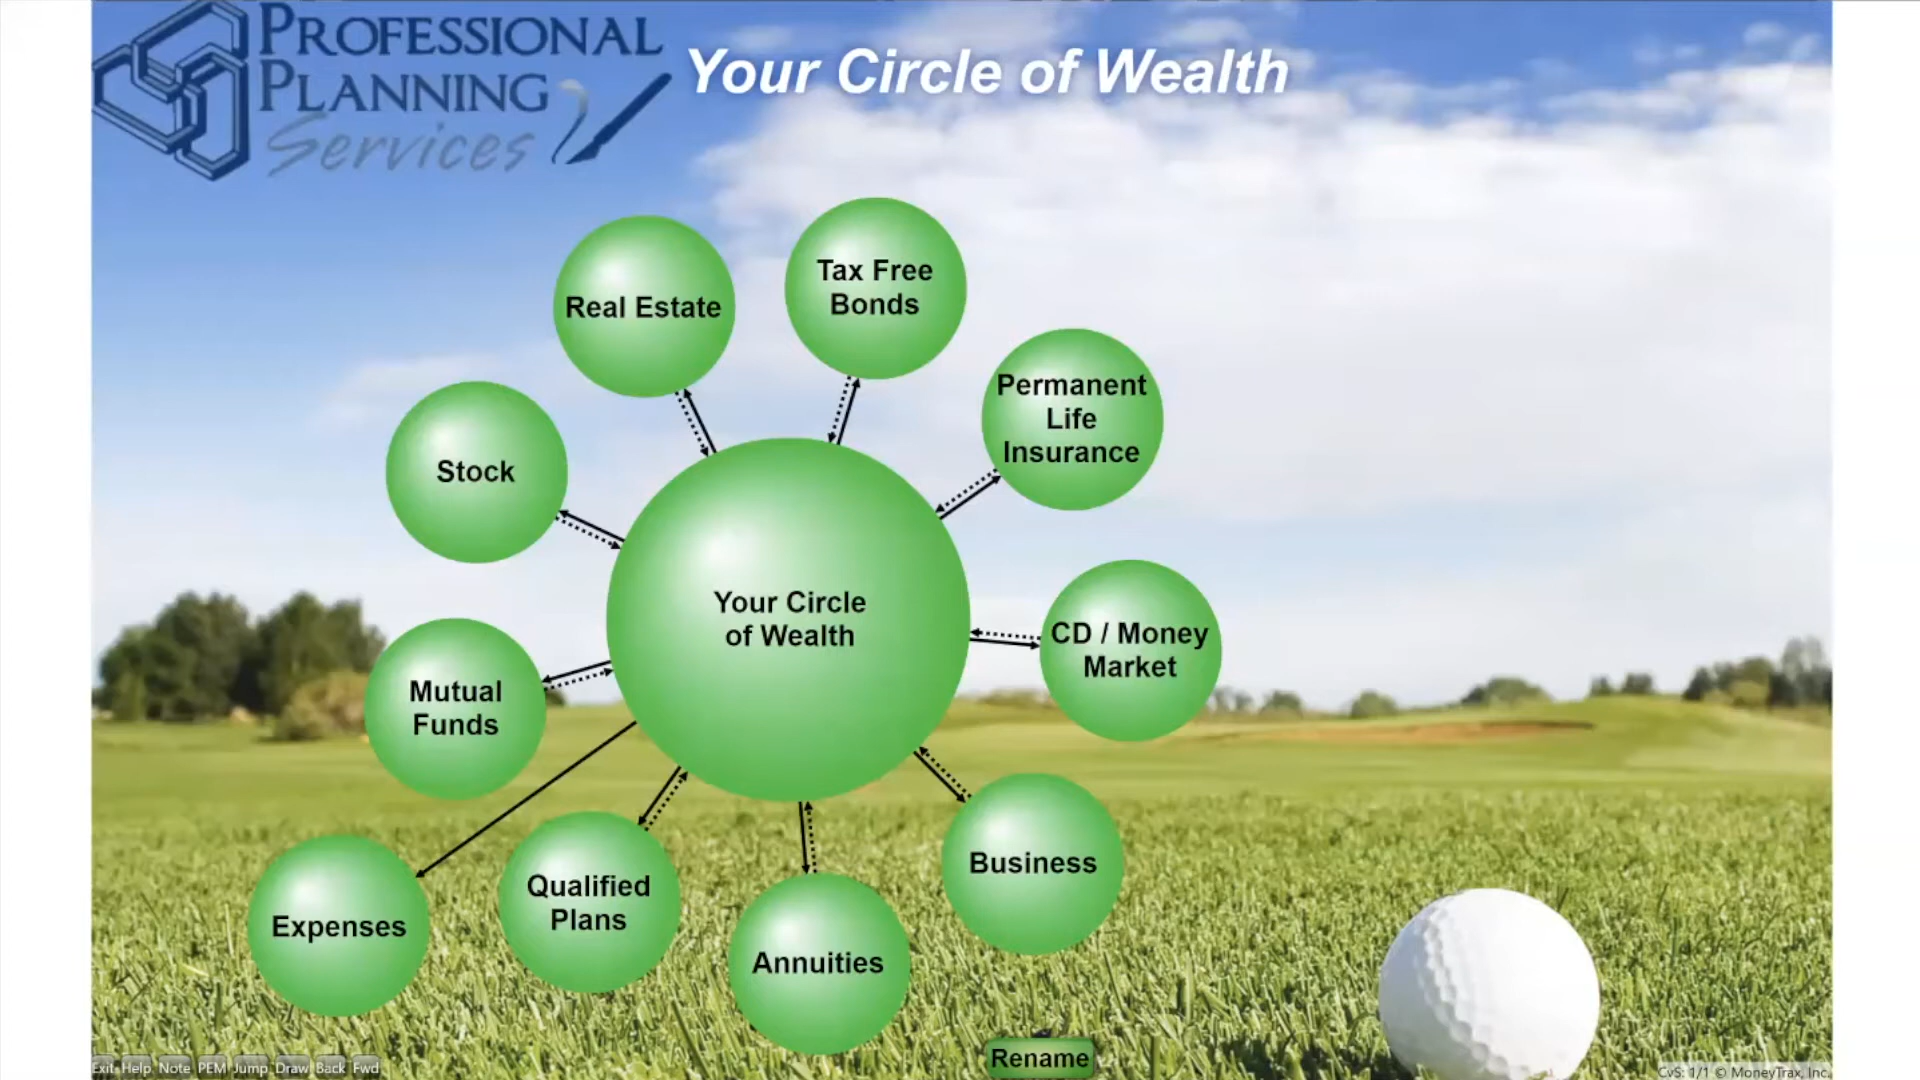 PROFESSIONAL
PLANNING
Services
Your Circle of Wealth
Real Estate
Tax Free
Bonds
Permanent
Life
Insurance
Stock
Your Circle
of Wealth
CD / Money
Market
Mutual
Funds
Business
Qualified
Plans
Expenses
Annuities
Rename
Exit Help Note PEM Jump Draw Back Fwd
CvS: 1/1 © MoneyTrax, Inc.